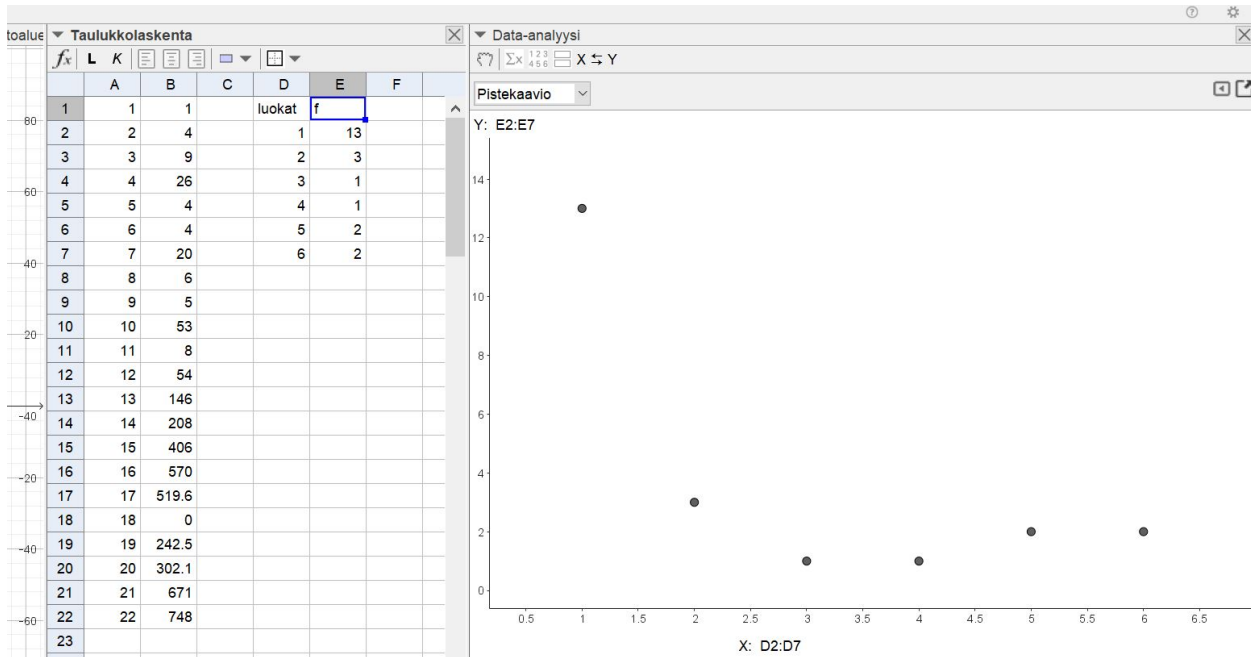 toalue Taulukkolaskenta
fx L K
A B C D E F
1 1 1 luokat f
2 2 4 1 13
3 3 9 2 3
4 4 26 3 1
5 5 4 4 1
6 6 4 5 2
7 7 20 6 2
8 8 6
9 9 5
10 10 53
11 11 8
12 12 54
13 13 146
14 14 208
15 15 406
16 16 570
17 17 519.6
18 18 0
19 19 242.5
20 20 302.1
21 21 671
22 22 748
23
80
60
40
20
-40
-20
-40
-60
Data-analyysi
Σx 123 456 X ⇆ Y
Pistekaavio
Y: E2:E7
14
12
10
8
6
4
2
0
0.5 1 1.5 2 2.5 3 3.5 4 4.5 5 5.5 6 6.5
X: D2:D7